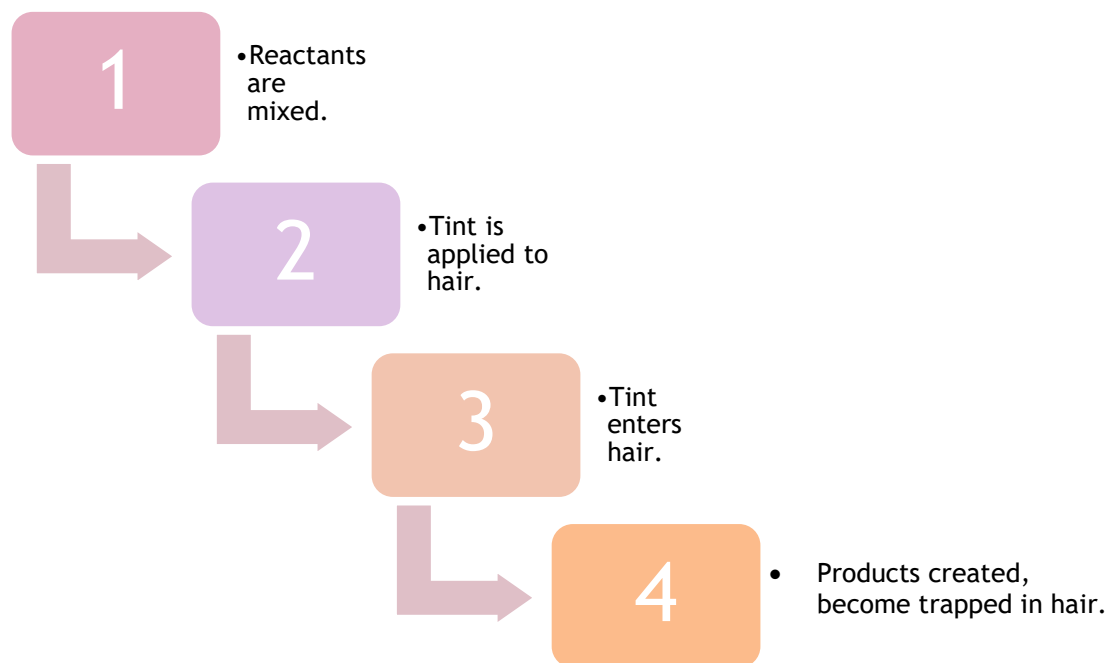 1
•Reactants
are
mixed.
2
•Tint is
applied to
hair.
3
•Tint
enters
hair.
4
• Products created,
become trapped in hair.